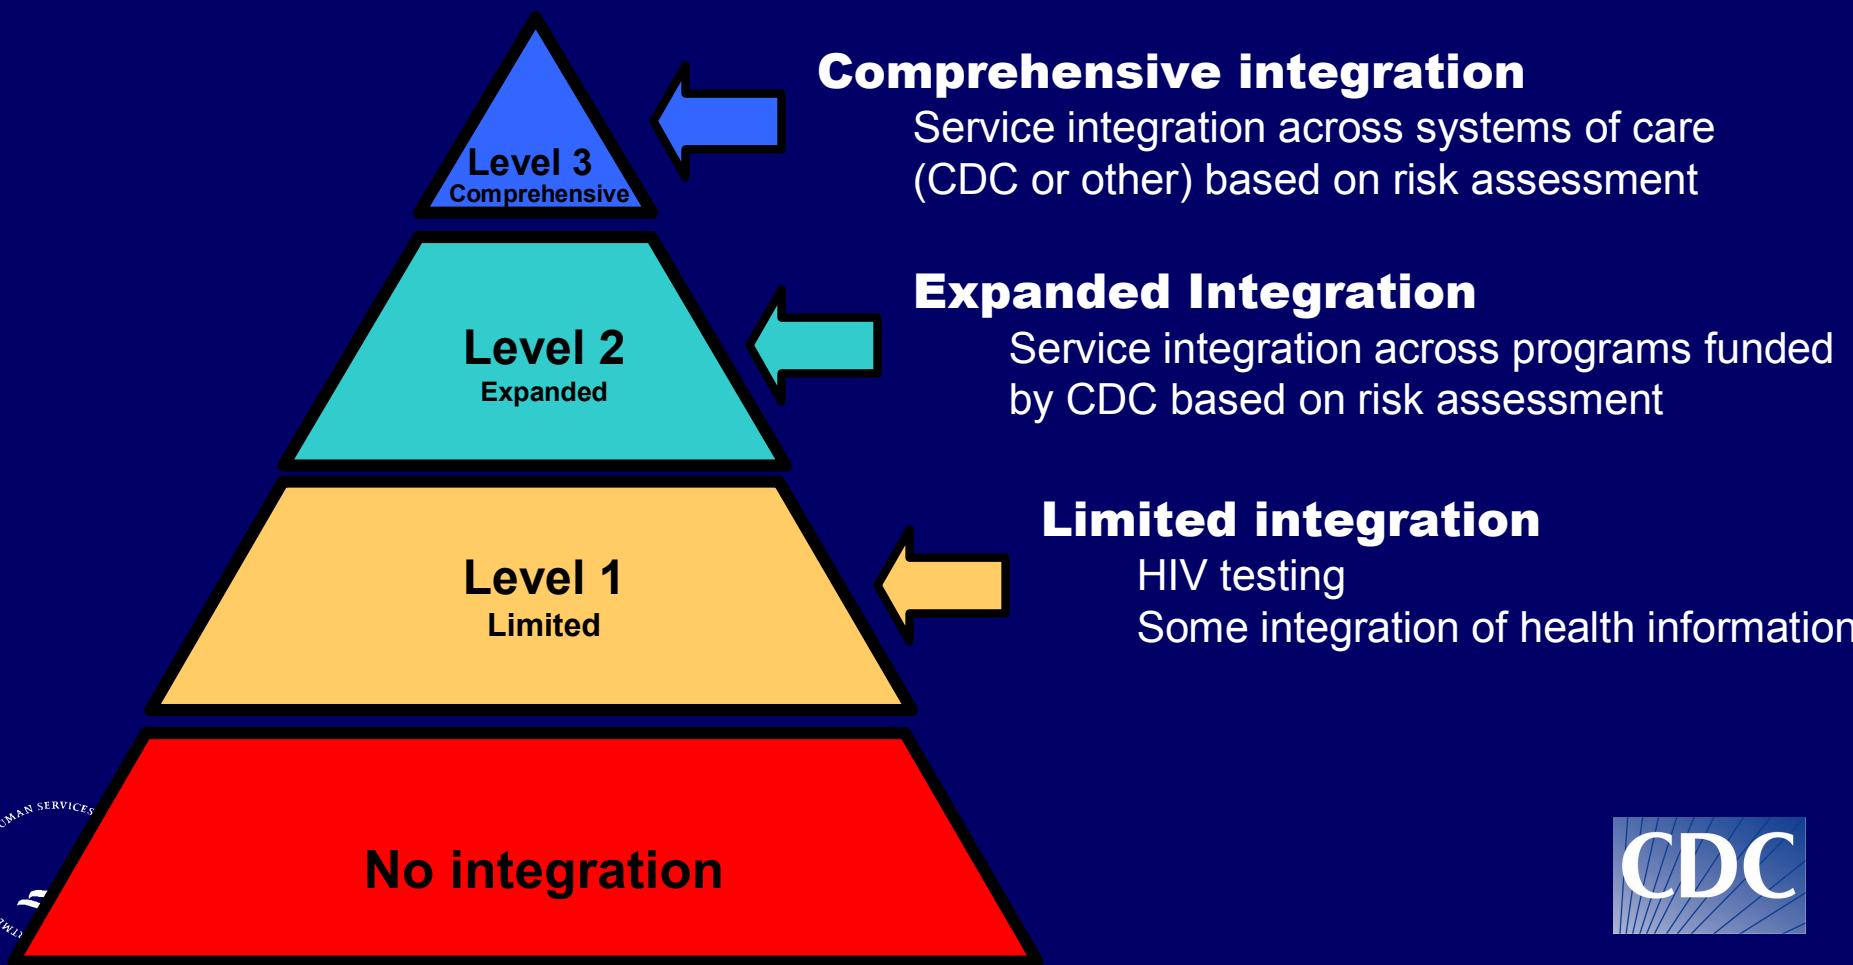 Comprehensive integration
Service integration across systems of care
(CDC or other) based on risk assessment
Level 3
Comprehensive
Expanded Integration
Service integration across programs funded
by CDC based on risk assessment
Level 2
Expanded
Limited integration
HIV testing
Some integration of health information
Level 1
Limited
No integration
HUMAN SERVICES
CDC